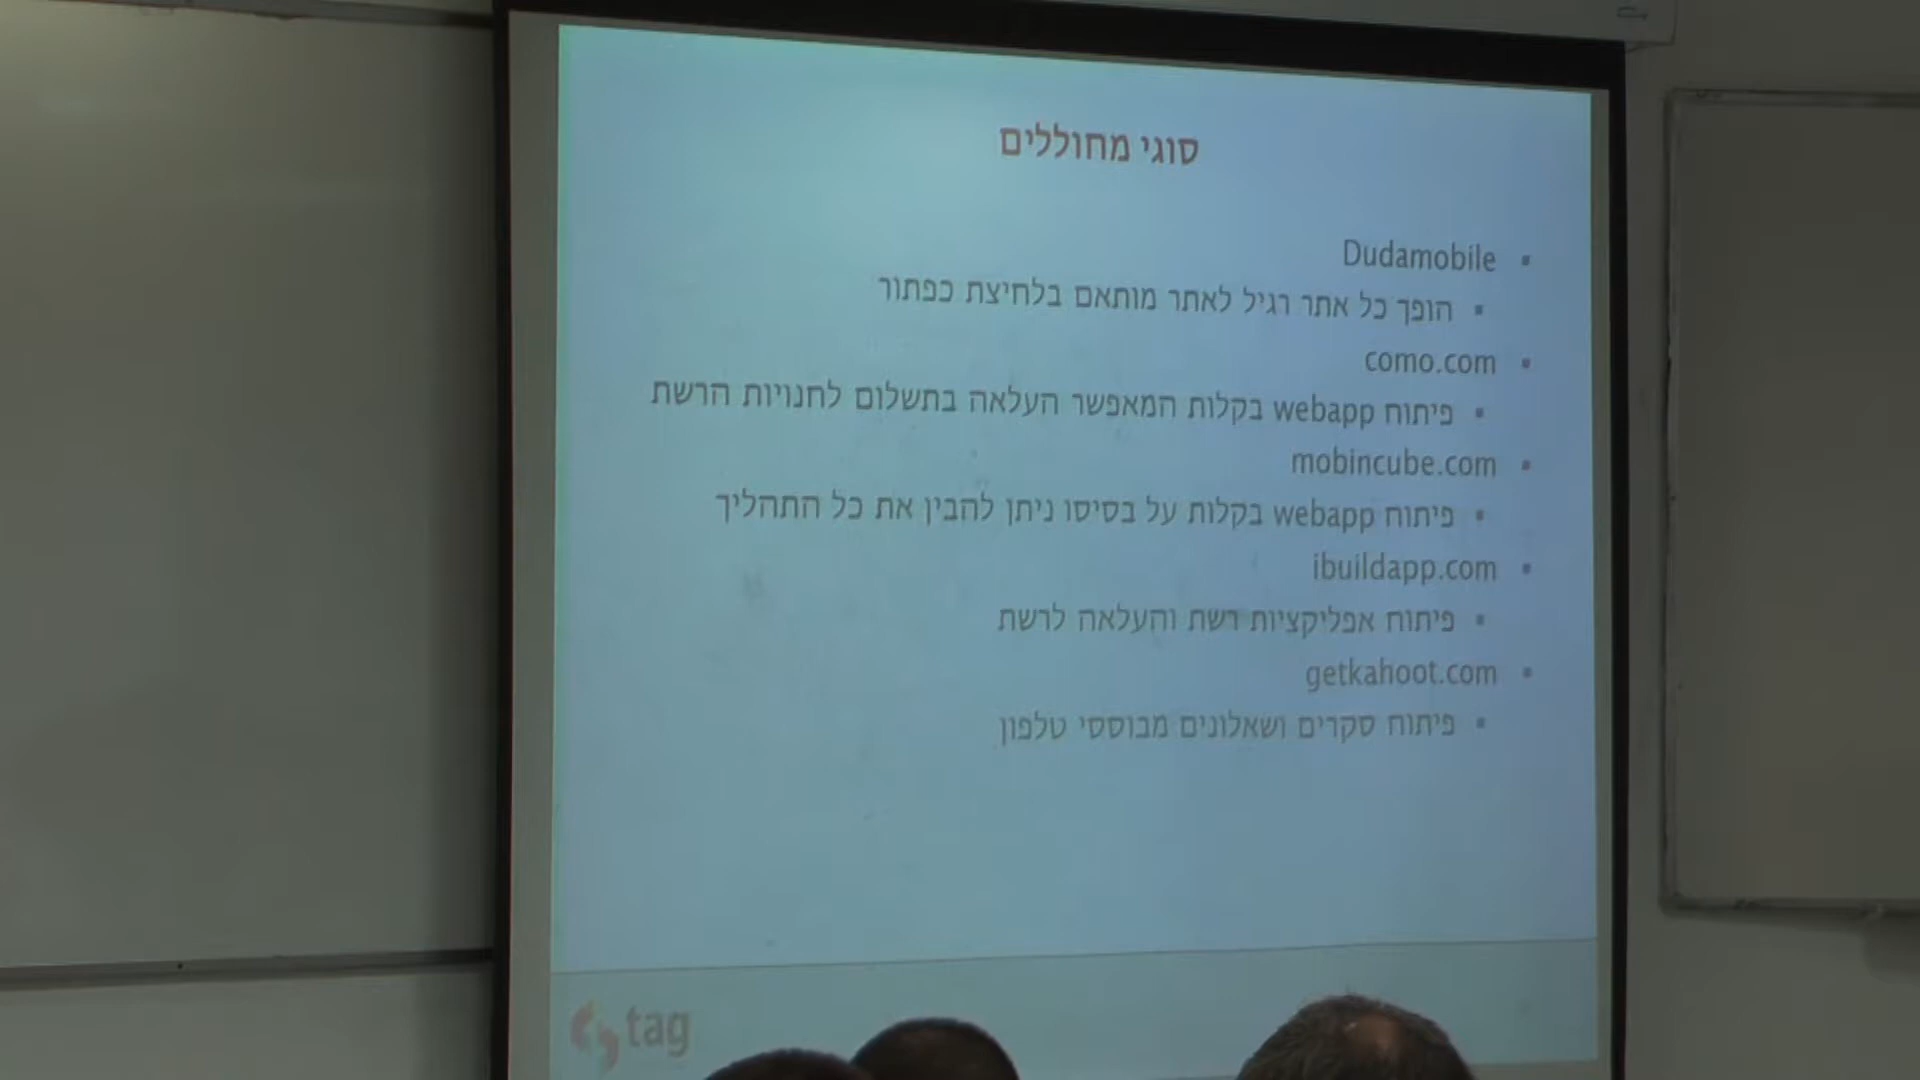 סוגי מחוללים
Dudamobile
הופך כל אתר רגיל לאתר מותאם בלחיצת כפתור
como.com
פיתוח webapp בקלות המאפשר העלאה בתשלום לחנויות הרשת
mobincube.com
פיתוח webapp בקלות על בסיסו ניתן להבין את כל התהליך
ibuildapp.com
פיתוח אפליקציות רשת והעלאה לרשת
getkahoot.com
פיתוח סקרים ושאלונים מבוססי טלפון
tag